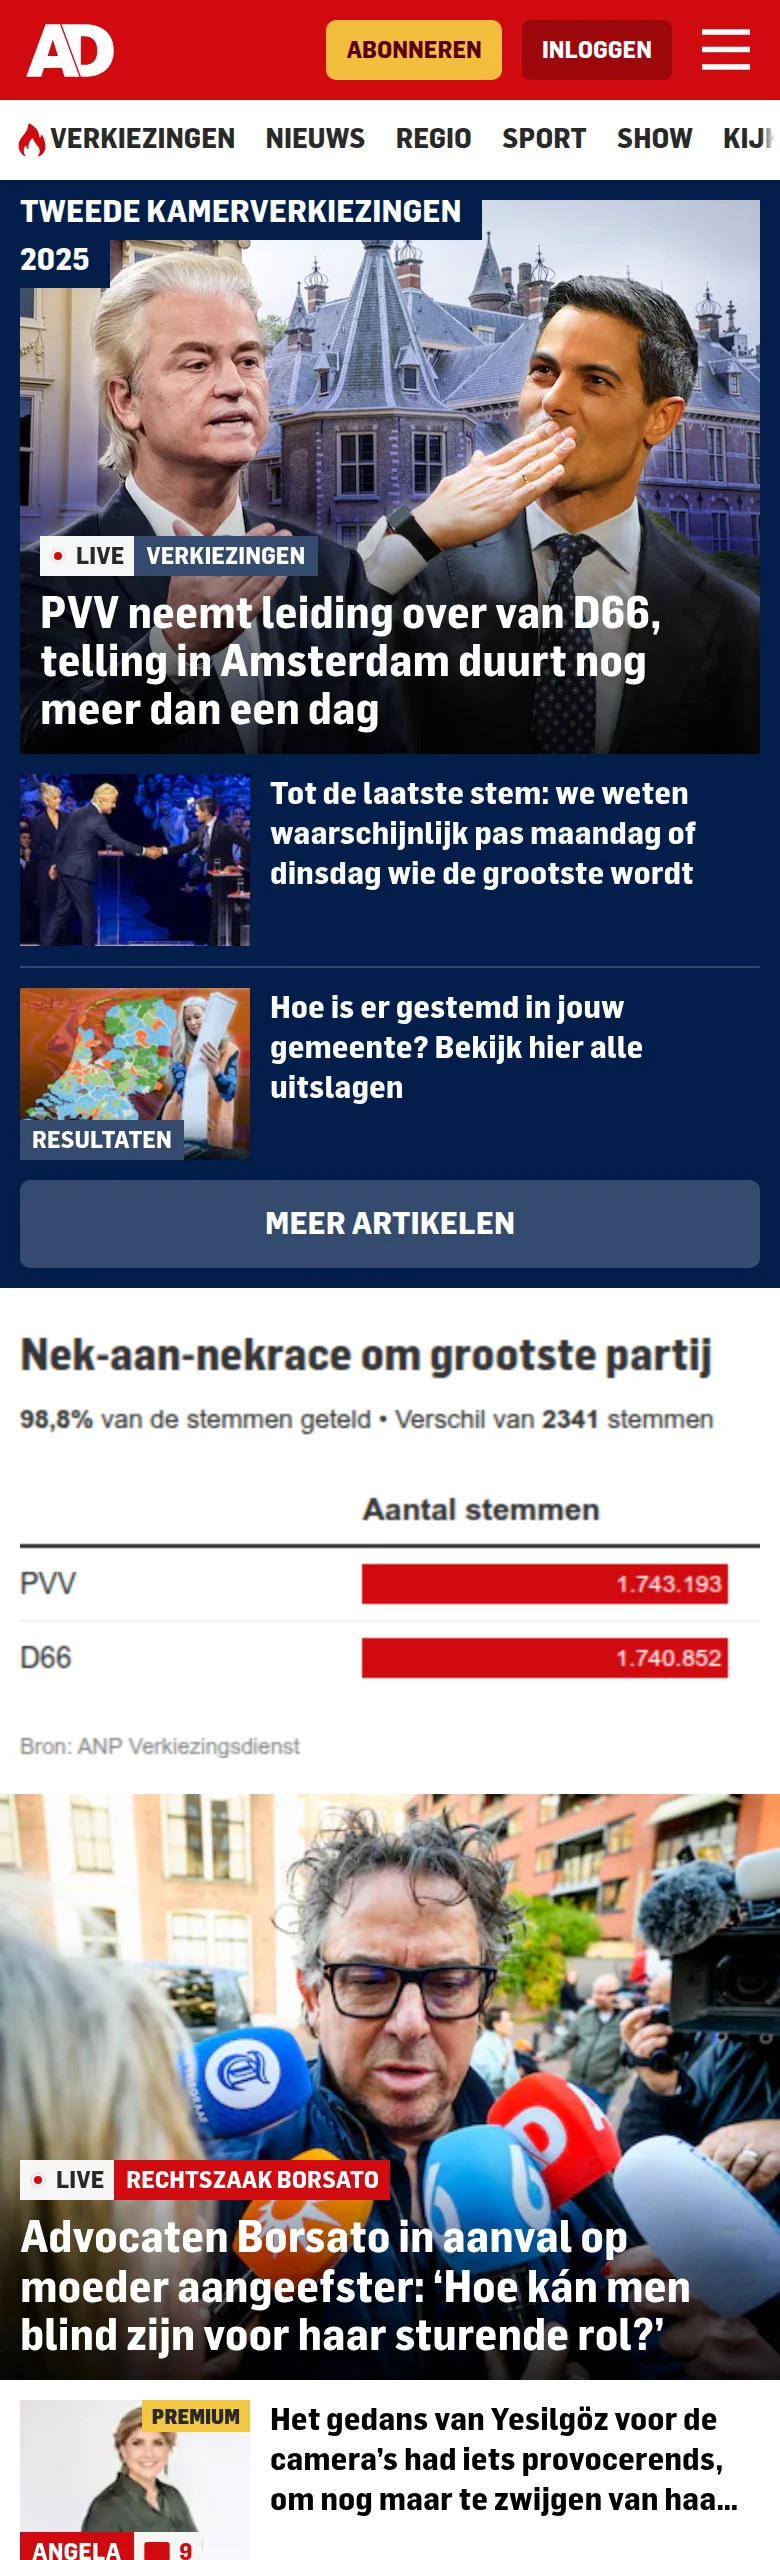 AD
ABONNEREN
INLOGGEN
VERKIEZINGEN NIEUWS REGIO SPORT SHOW
TWEEDE KAMERVERKIEZINGEN
2025
LIVE VERKIEZINGEN
PVV neemt leiding over van D66,
telling in Amsterdam duurt nog
meer dan een dag
Tot de laatste stem: we weten
waarschijnlijk pas maandag of
dinsdag wie de grootste wordt
Hoe is er gestemd in jouw
gemeente? Bekijk hier alle
uitslagen
RESULTATEN
MEER ARTIKELEN
Nek-aan-nekrace om grootste partij
98,8% van de stemmen geteld • Verschil van 2341 stemmen
Aantal stemmen
PVV 1.743.193
D66 1.740.852
Bron: ANP Verkiezingsdienst
LIVE RECHTSZAAK BORSATO
Advocaten Borsato in aanval op
moeder aangeefster: ‘Hoe kán men
blind zijn voor haar sturende rol?’
PREMIUM
Het gedans van Yesilgöz voor de
camera’s had iets provocerends,
om nog maar te zwijgen van haa...
ANGELA 9